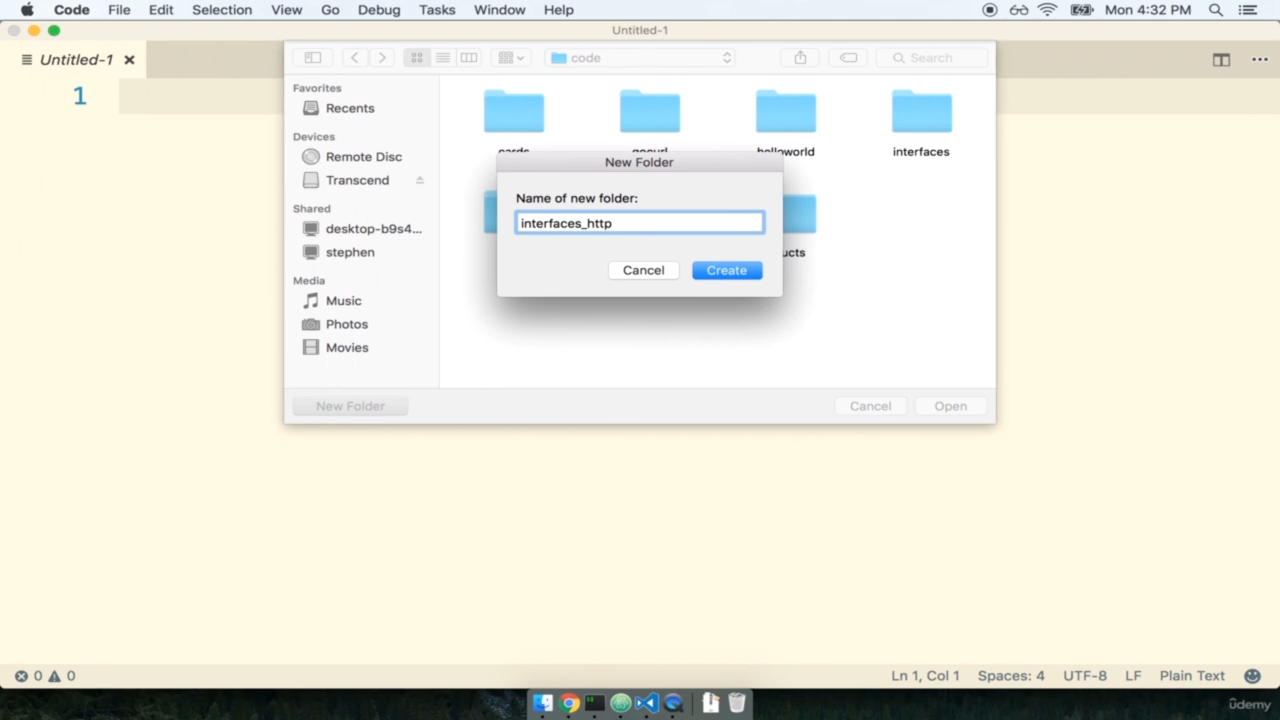 Code File Edit Selection View Go Debug Tasks Window Help Mon 4:32 PM
Untitled-1
Untitled-1
1
code
Search
Favorites
Recents
Devices
Remote Disc
Transcend
Shared
desktop-b9s4...
stephen
Media
Music
Photos
Movies
helloworld
interfaces
New Folder
Name of new folder:
interfaces_http
Cancel Create
New Folder
Cancel Open
0 0
Ln 1, Col 1 Spaces: 4 UTF-8 LF Plain Text
ûdemy